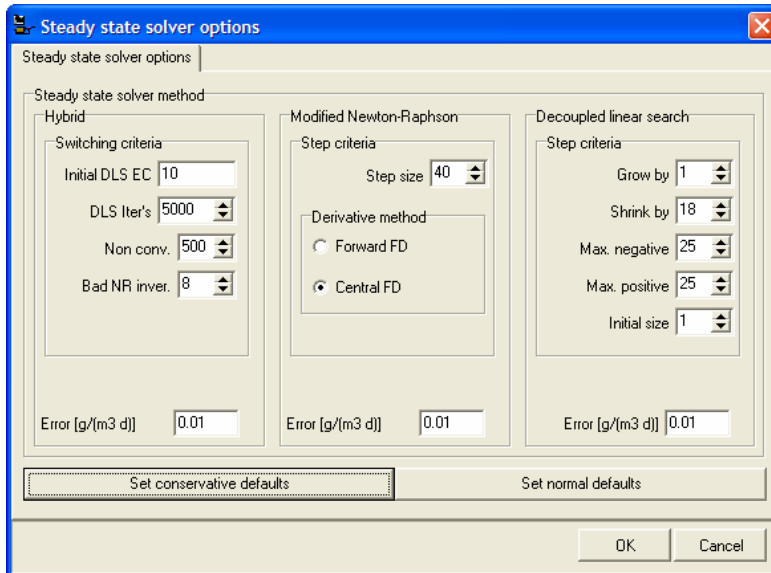 Steady state solver options
Steady state solver options
Steady state solver method
Hybrid
Switching criteria
Initial DLS EC 10
DLS Iter's 5000
Non conv. 500
Bad NR inver. 8
Error [g/(m3 d)] 0.01
Modified Newton-Raphson
Step criteria
Step size 40
Derivative method
Forward FD
Central FD
Error [g/(m3 d)] 0.01
Decoupled linear search
Step criteria
Grow by 1
Shrink by 18
Max. negative 25
Max. positive 25
Initial size 1
Error [g/(m3 d)] 0.01
Set conservative defaults
Set normal defaults
OK
Cancel